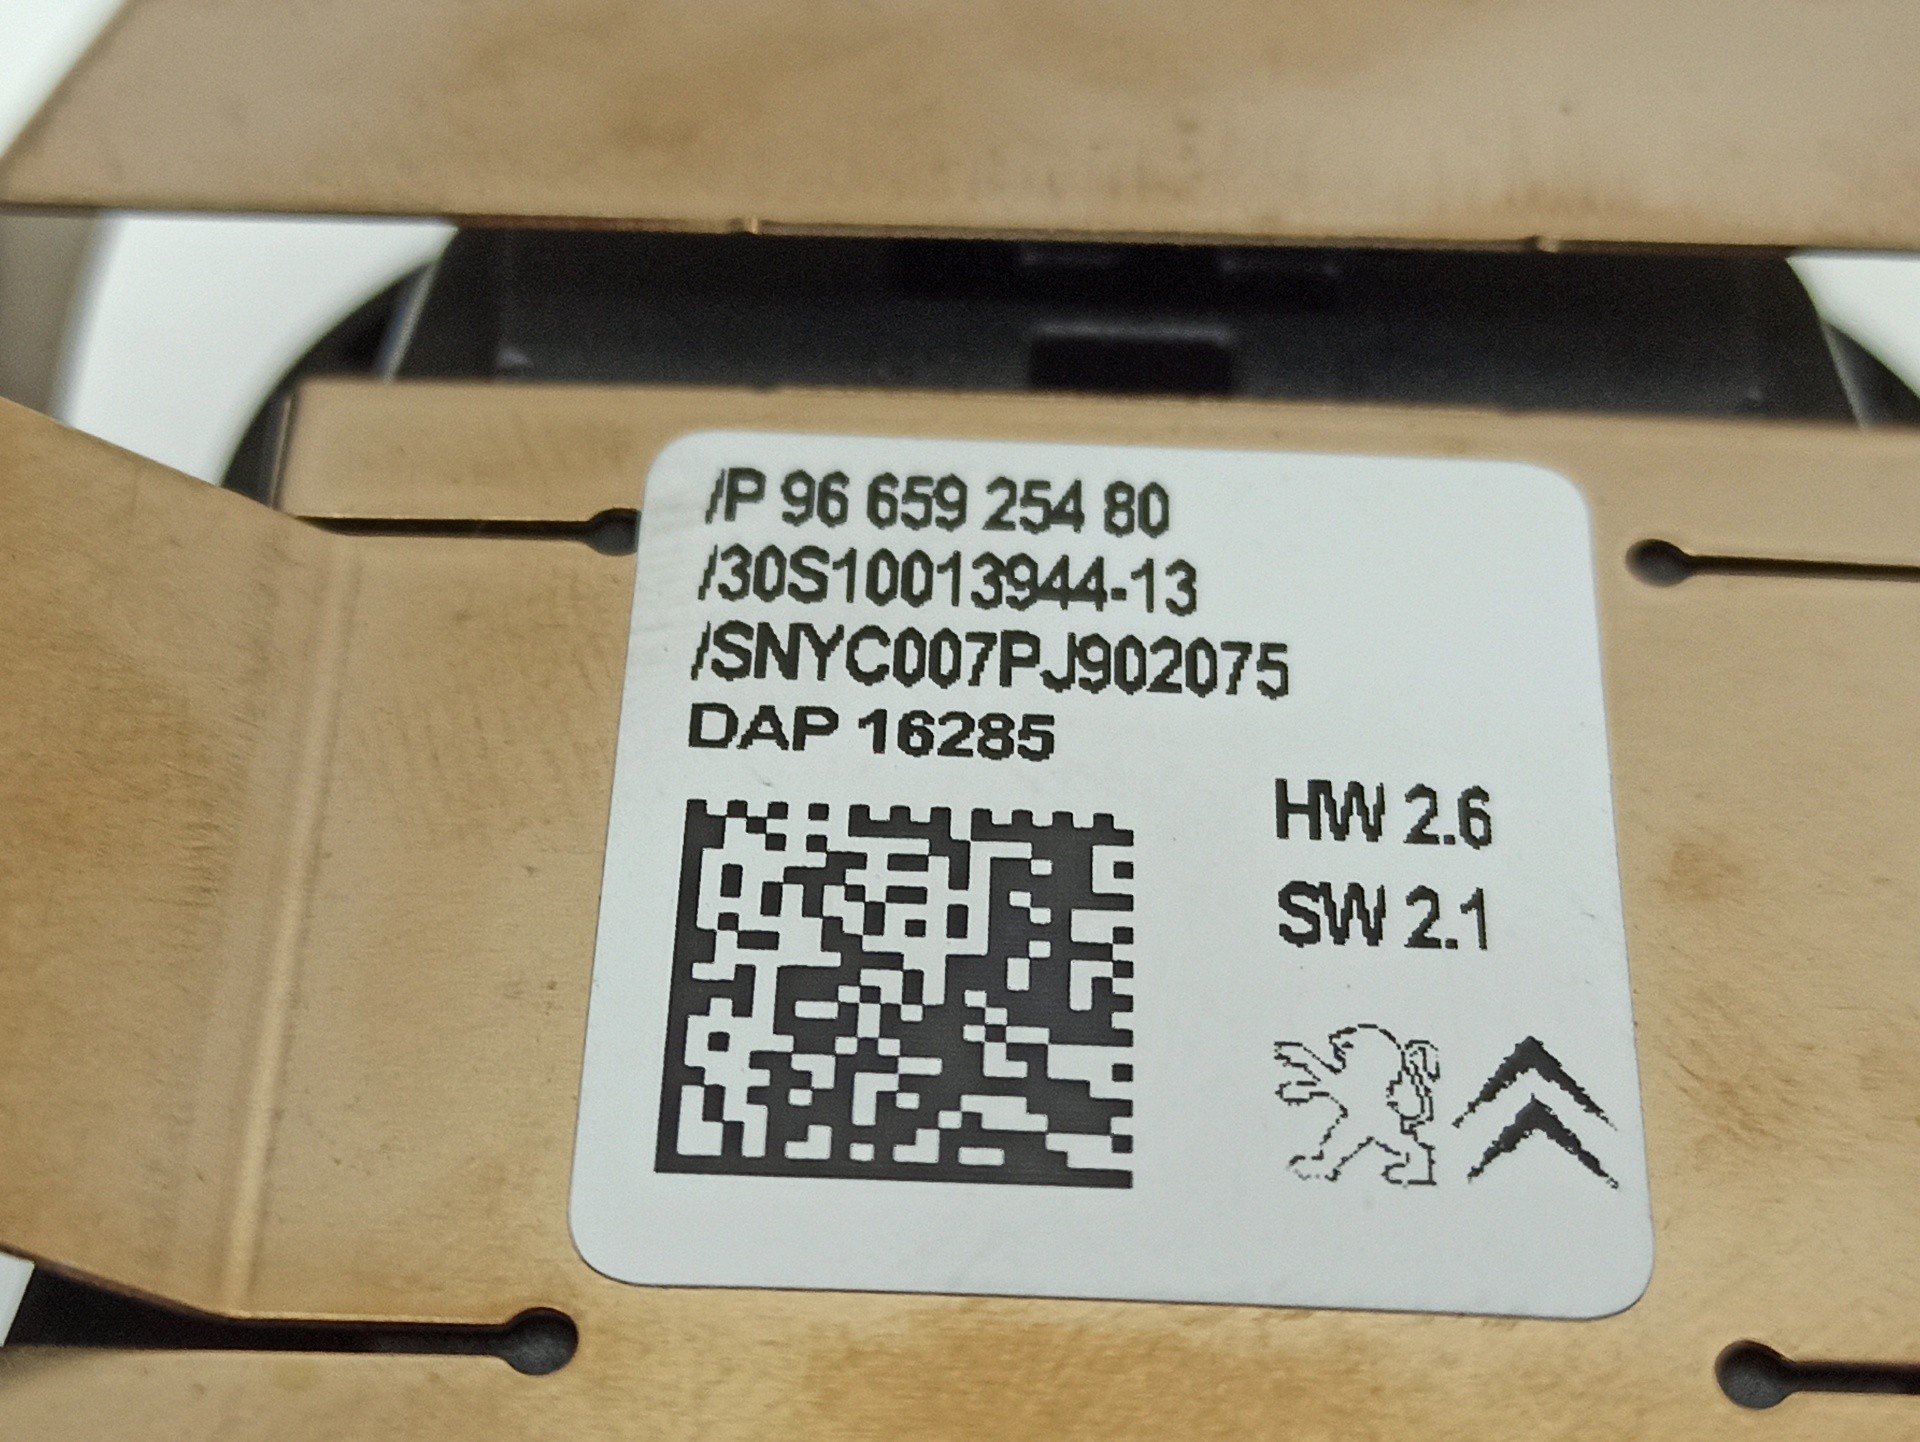 /P 96 659 254 80
/30S10013944-13
/SNYC007PJ902075
DAP 16285
HW 2.6
SW 2.1